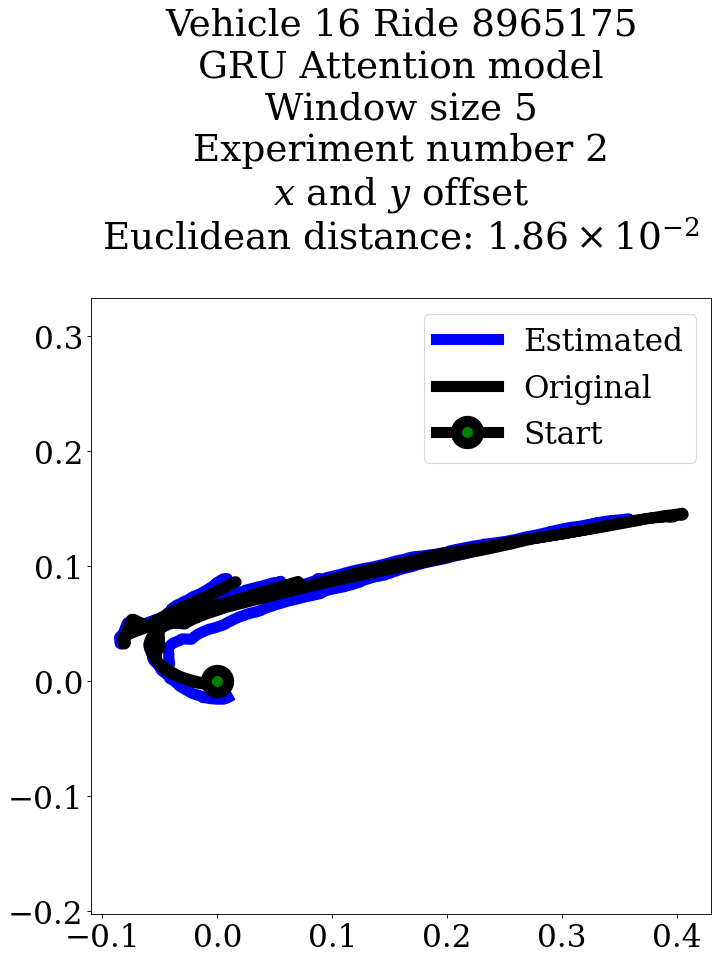 Vehicle 16 Ride 8965175
GRU Attention model
Window size 5
Experiment number 2
x and y offset
Euclidean distance: 1.86 × 10⁻²
Estimated
Original
Start
0.3
0.2
0.1
0.0
−0.1
−0.2
−0.1 0.0 0.1 0.2 0.3 0.4